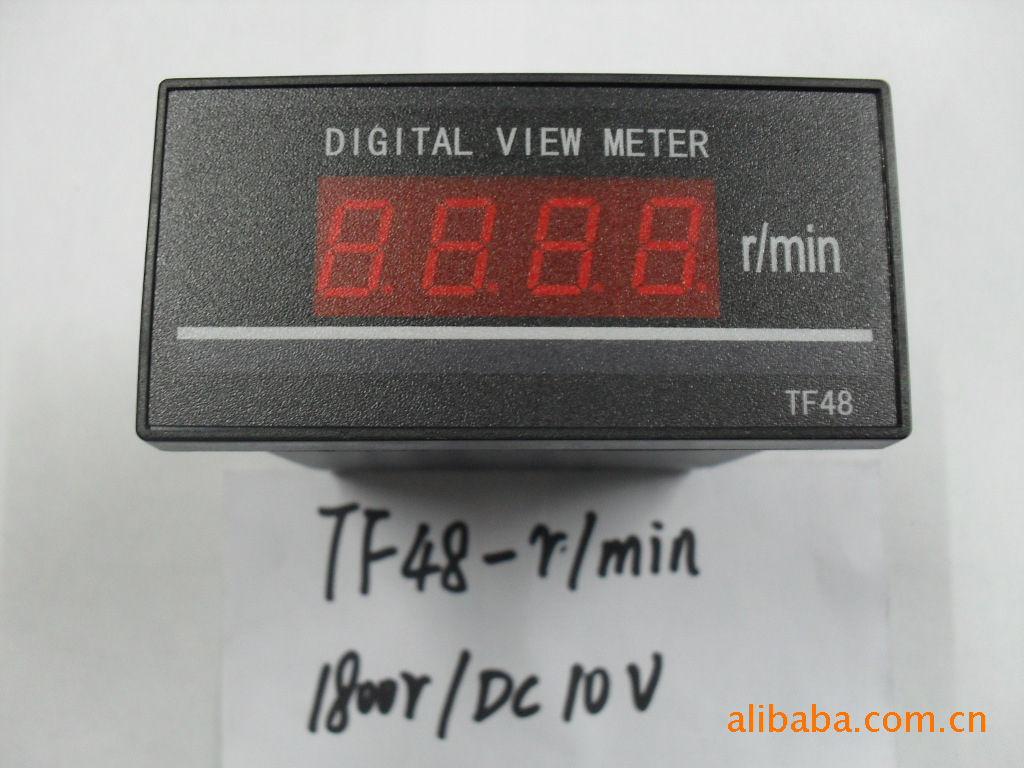 DIGITAL VIEW METER
8.8.8.8. r/min
TF48
TF48-r/min
1800r/DC10V
alibaba.com.cn